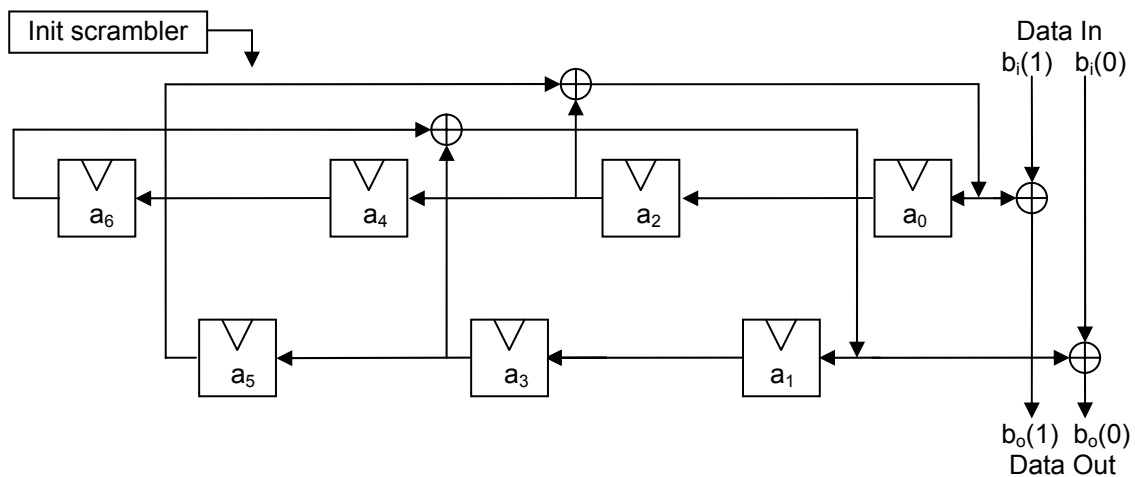 Init scrambler
Data In
bᵢ(1) bᵢ(0)
a₆ a₄ a₂ a₀
a₅ a₃ a₁
bₒ(1) bₒ(0)
Data Out